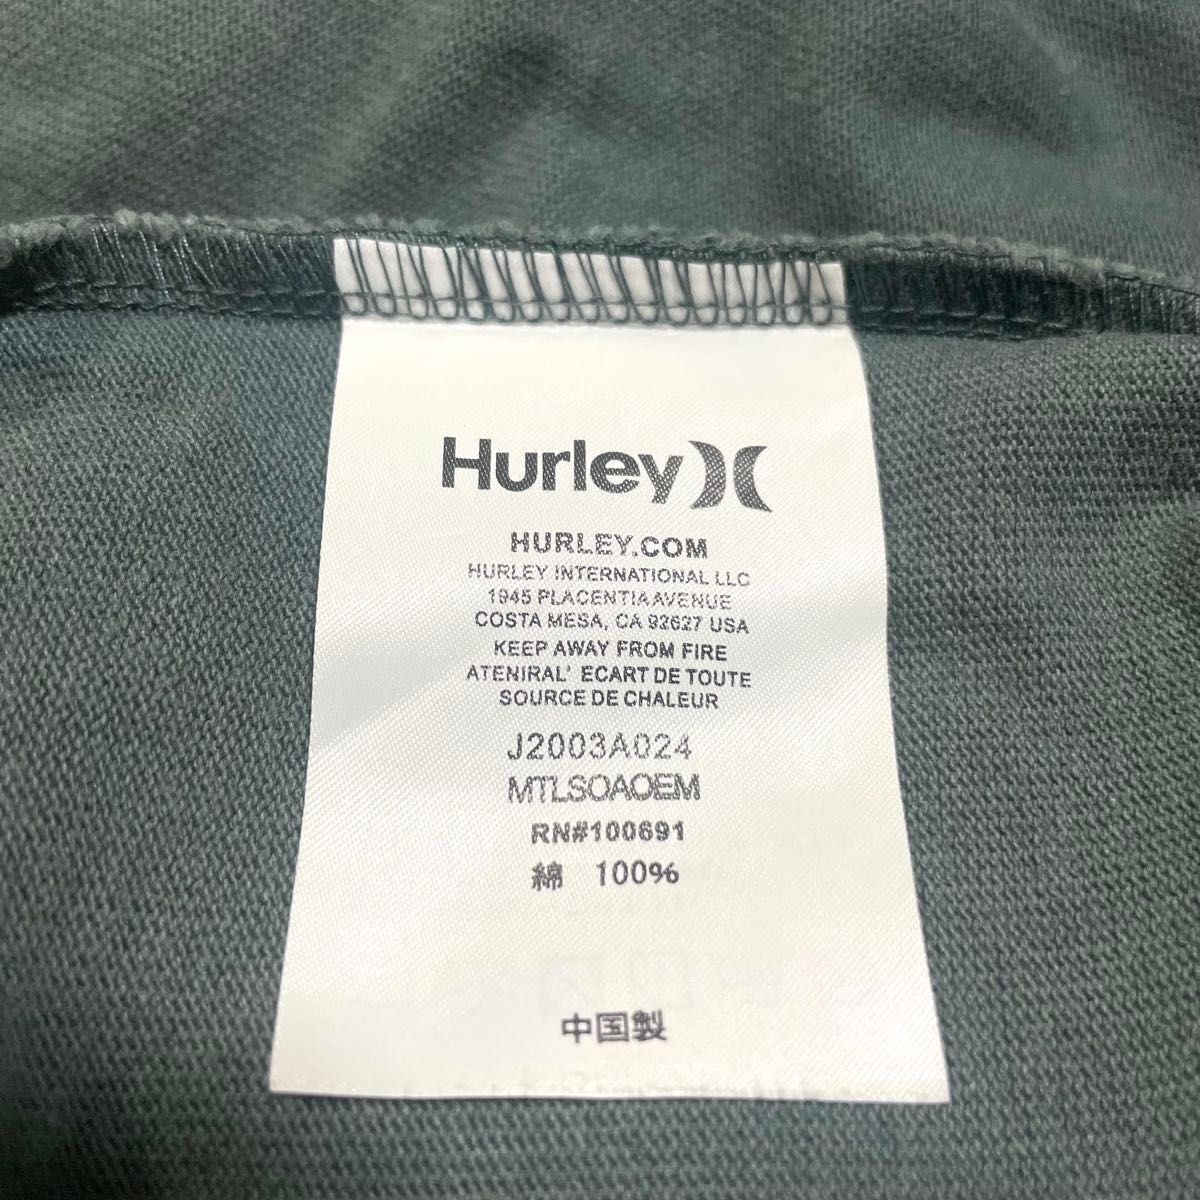 Hurley
HURLEY.COM
HURLEY INTERNATIONAL LLC
1945 PLACENTIA AVENUE
COSTA MESA, CA 92627 USA
KEEP AWAY FROM FIRE
ATENIRAL' ECART DE TOUTE
SOURCE DE CHALEUR
J2003A024
MTLSOAOEM
RN#100691
綿 100%
中国製